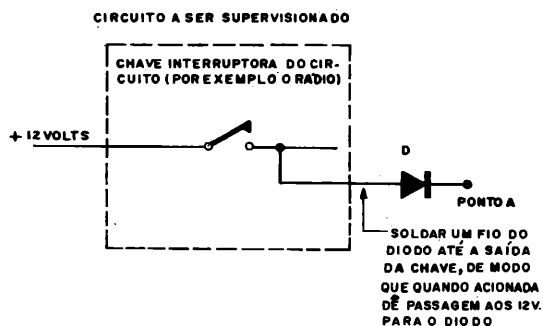 CIRCUITO A SER SUPERVISIONADO
CHAVE INTERRUPTORA DO CIR-
CUITO (POR EXEMPLO O RÁDIO)
+ 12 VOLTS
D
PONTO A
SOLDAR UM FIO DO
DIODO ATÉ A SAÍDA
DA CHAVE, DE MODO
QUE QUANDO ACIONADA
DÊ PASSAGEM AOS 12V.
PARA O DIODO